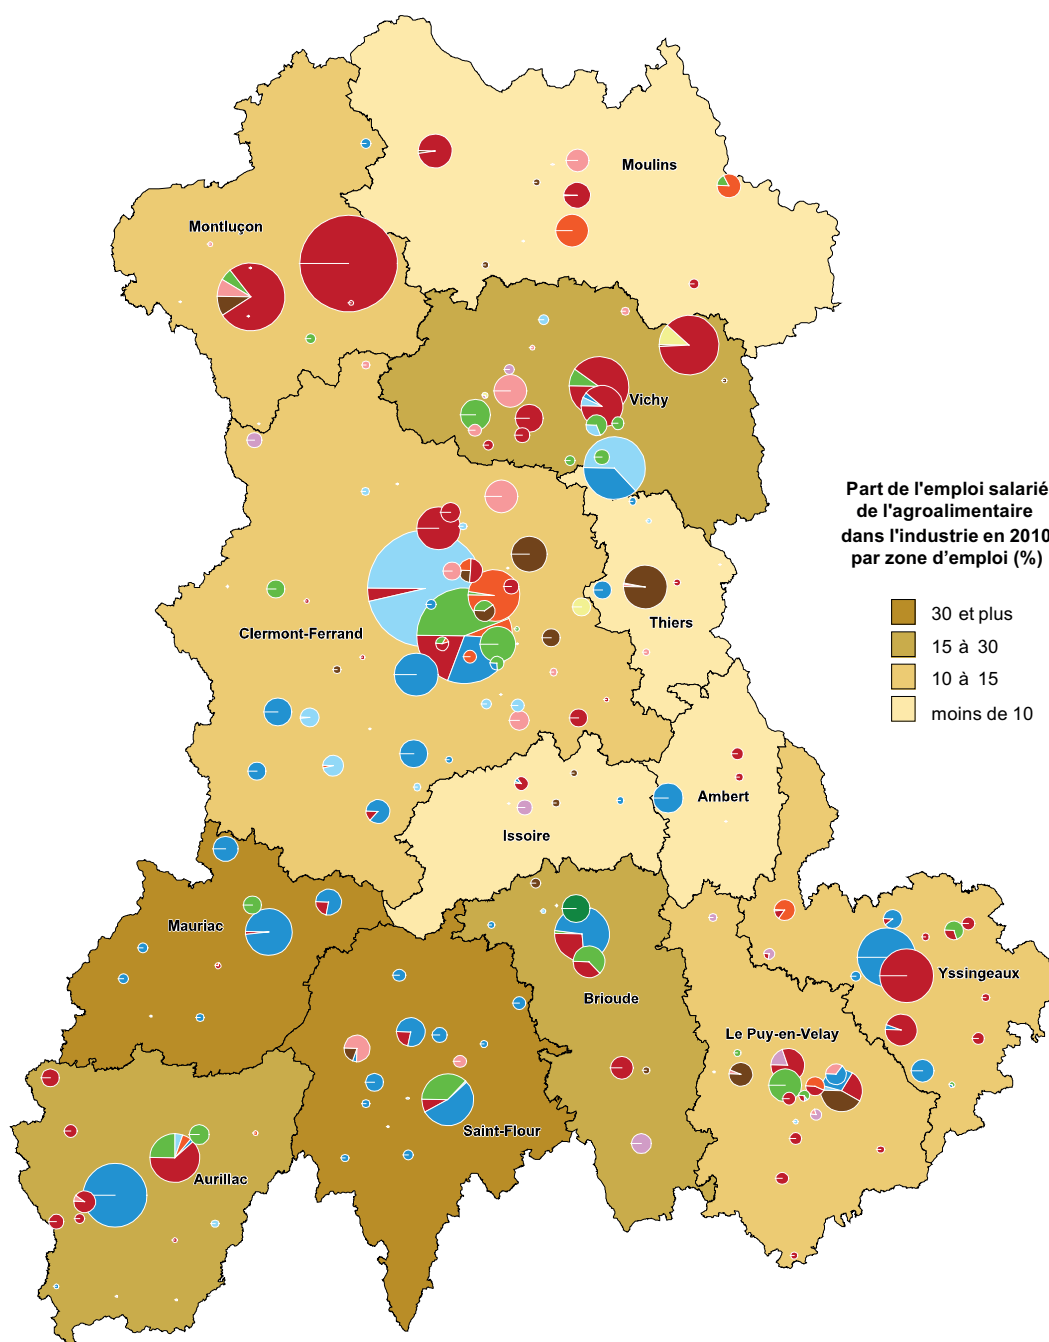 Moulins
Montluçon
Vichy
Part de l'emploi salarié
de l'agroalimentaire
dans l'industrie en 2010
par zone d'emploi (%)
30 et plus
15 à 30
10 à 15
moins de 10
Clermont-Ferrand
Thiers
Ambert
Issoire
Mauriac
Yssingeaux
Brioude
Le Puy-en-Velay
Saint-Flour
Aurillac